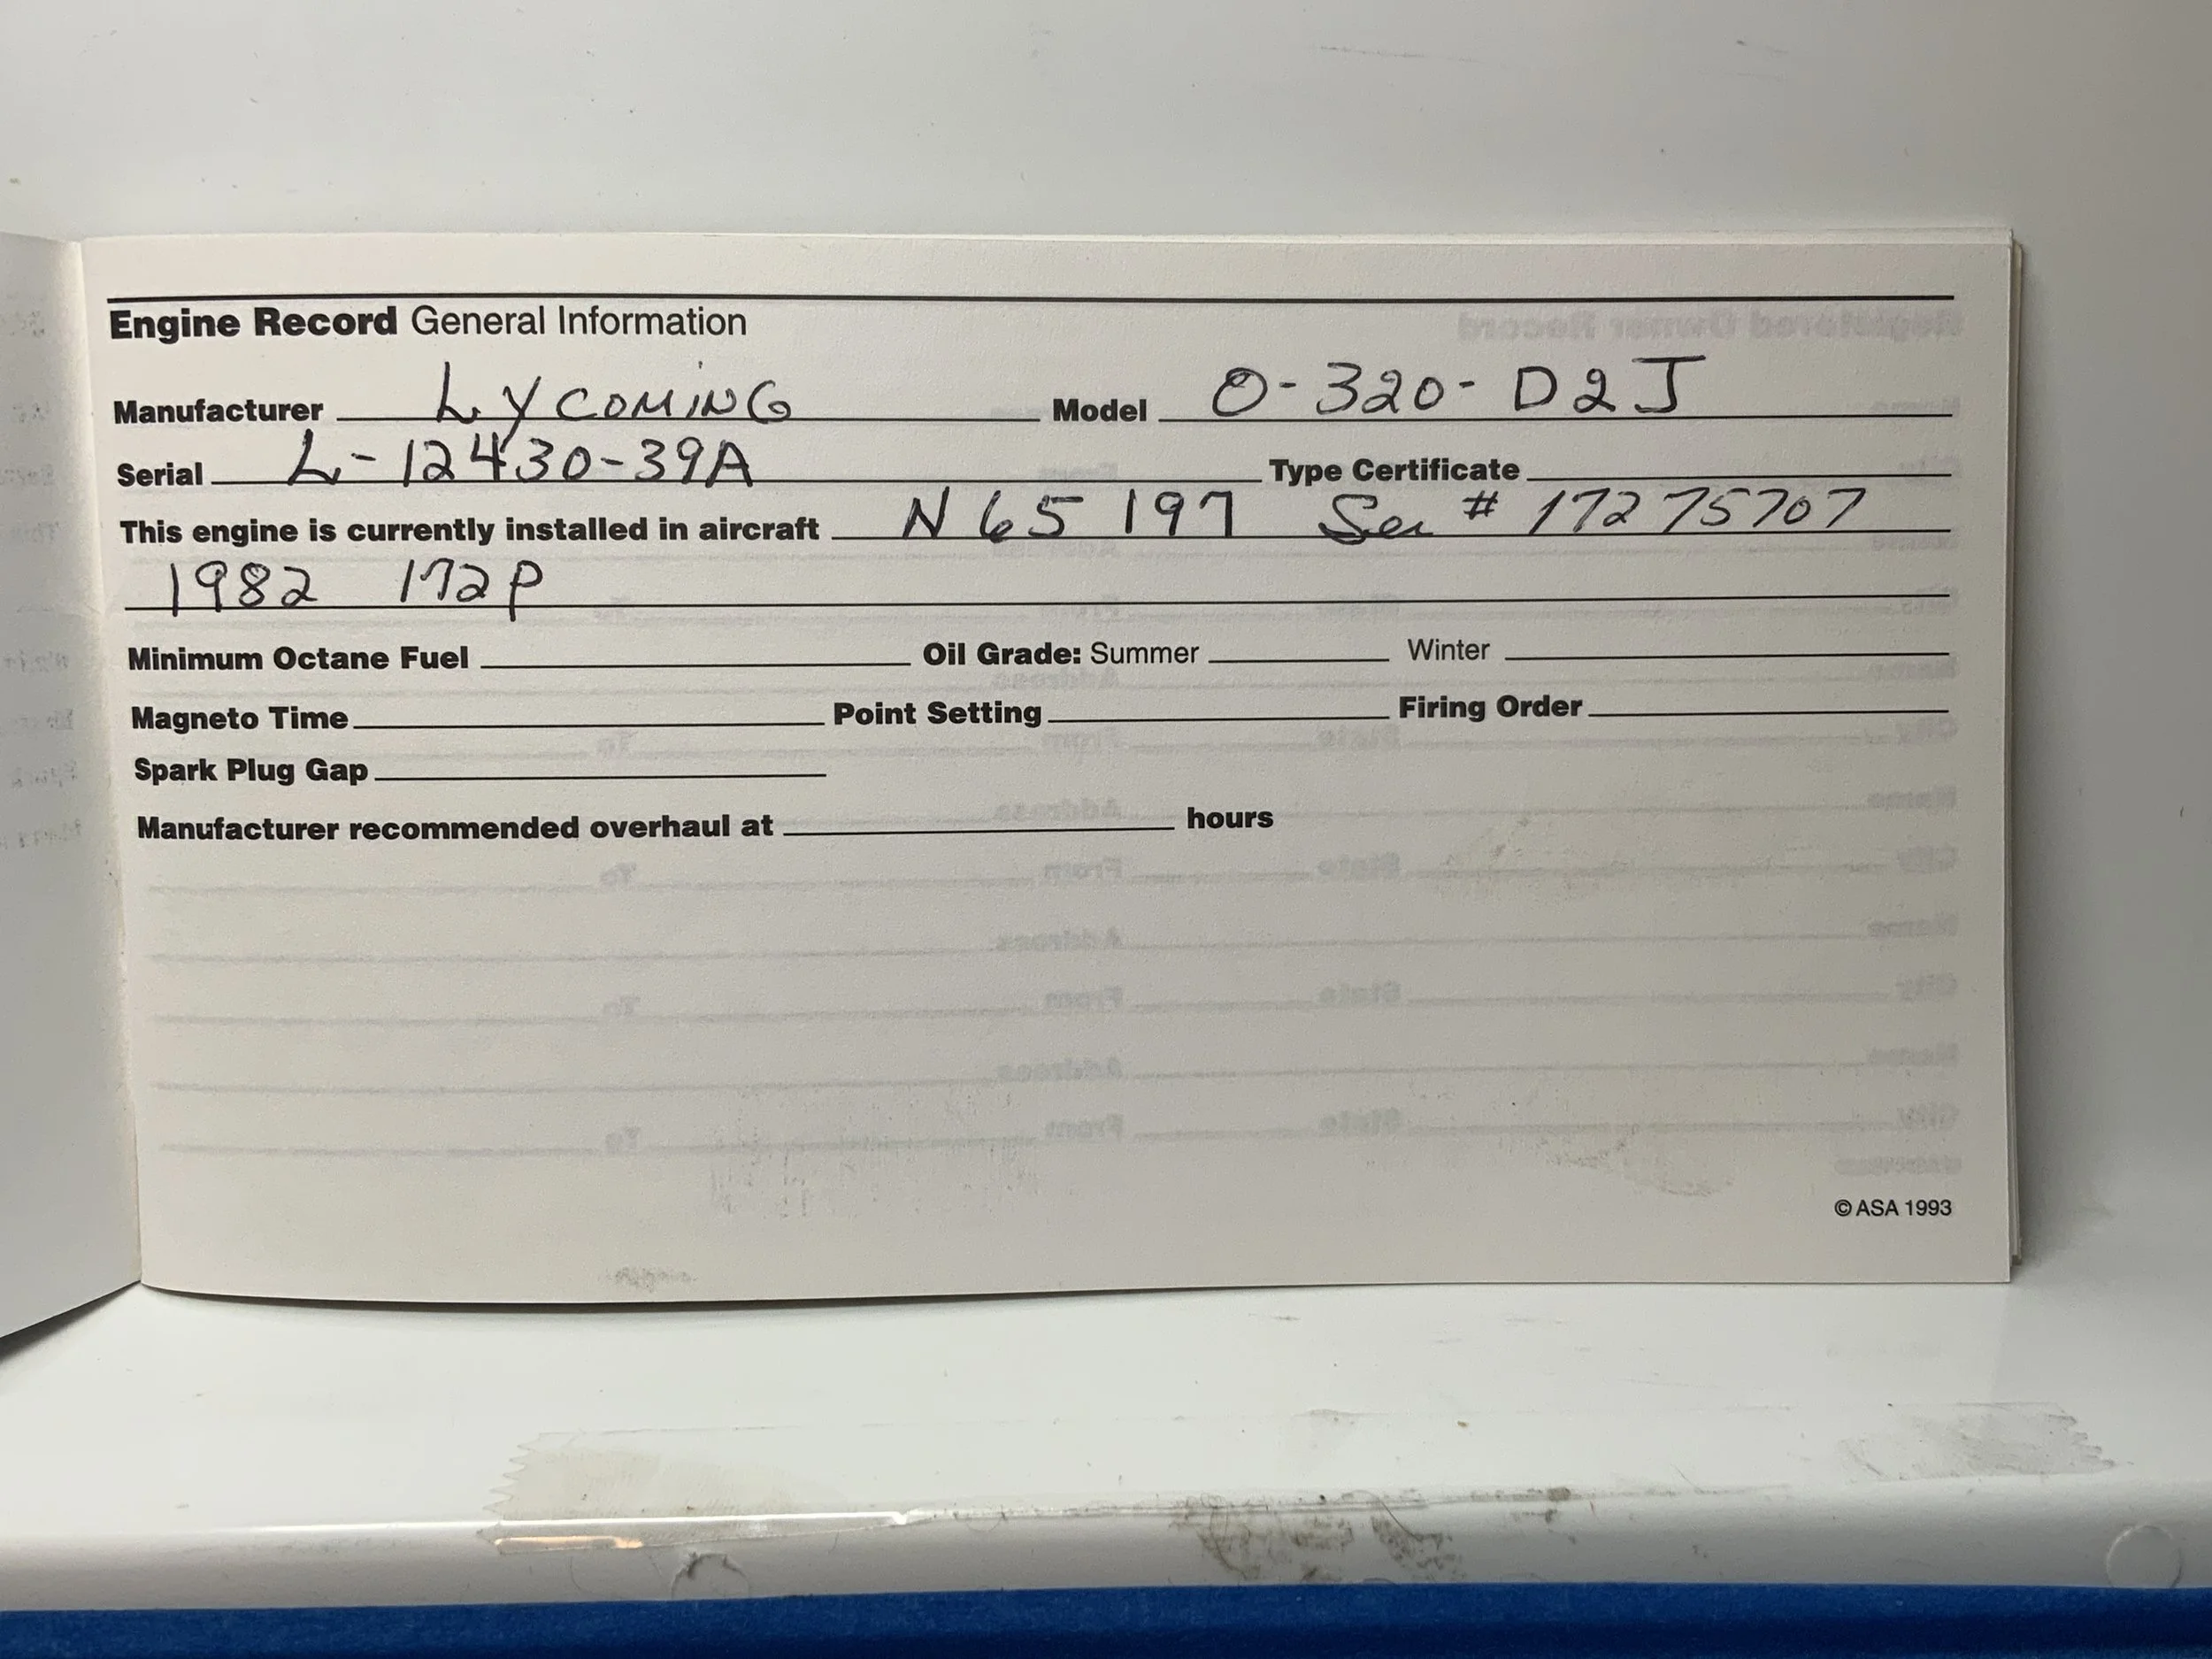 Engine Record General Information
Manufacturer LYCOMING Model O-320-D2J
Serial L-12430-39A Type Certificate
This engine is currently installed in aircraft N65197 Ser # 17275707
1982 172P
Minimum Octane Fuel Oil Grade: Summer Winter
Magneto Time Point Setting Firing Order
Spark Plug Gap
Manufacturer recommended overhaul at hours
© ASA 1993